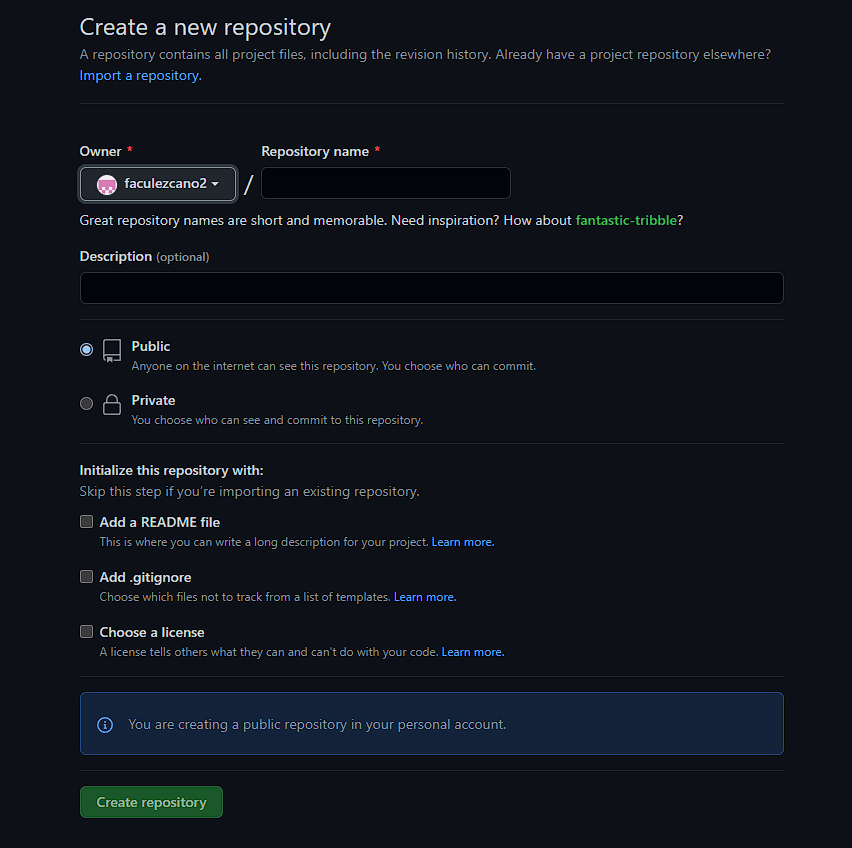 Create a new repository
A repository contains all project files, including the revision history. Already have a project repository elsewhere?
Import a repository.
Owner * Repository name *
faculezcano2 /
Great repository names are short and memorable. Need inspiration? How about fantastic-tribble?
Description (optional)
Public
Anyone on the internet can see this repository. You choose who can commit.
Private
You choose who can see and commit to this repository.
Initialize this repository with:
Skip this step if you're importing an existing repository.
Add a README file
This is where you can write a long description for your project. Learn more.
Add .gitignore
Choose which files not to track from a list of templates. Learn more.
Choose a license
A license tells others what they can and can't do with your code. Learn more.
You are creating a public repository in your personal account.
Create repository